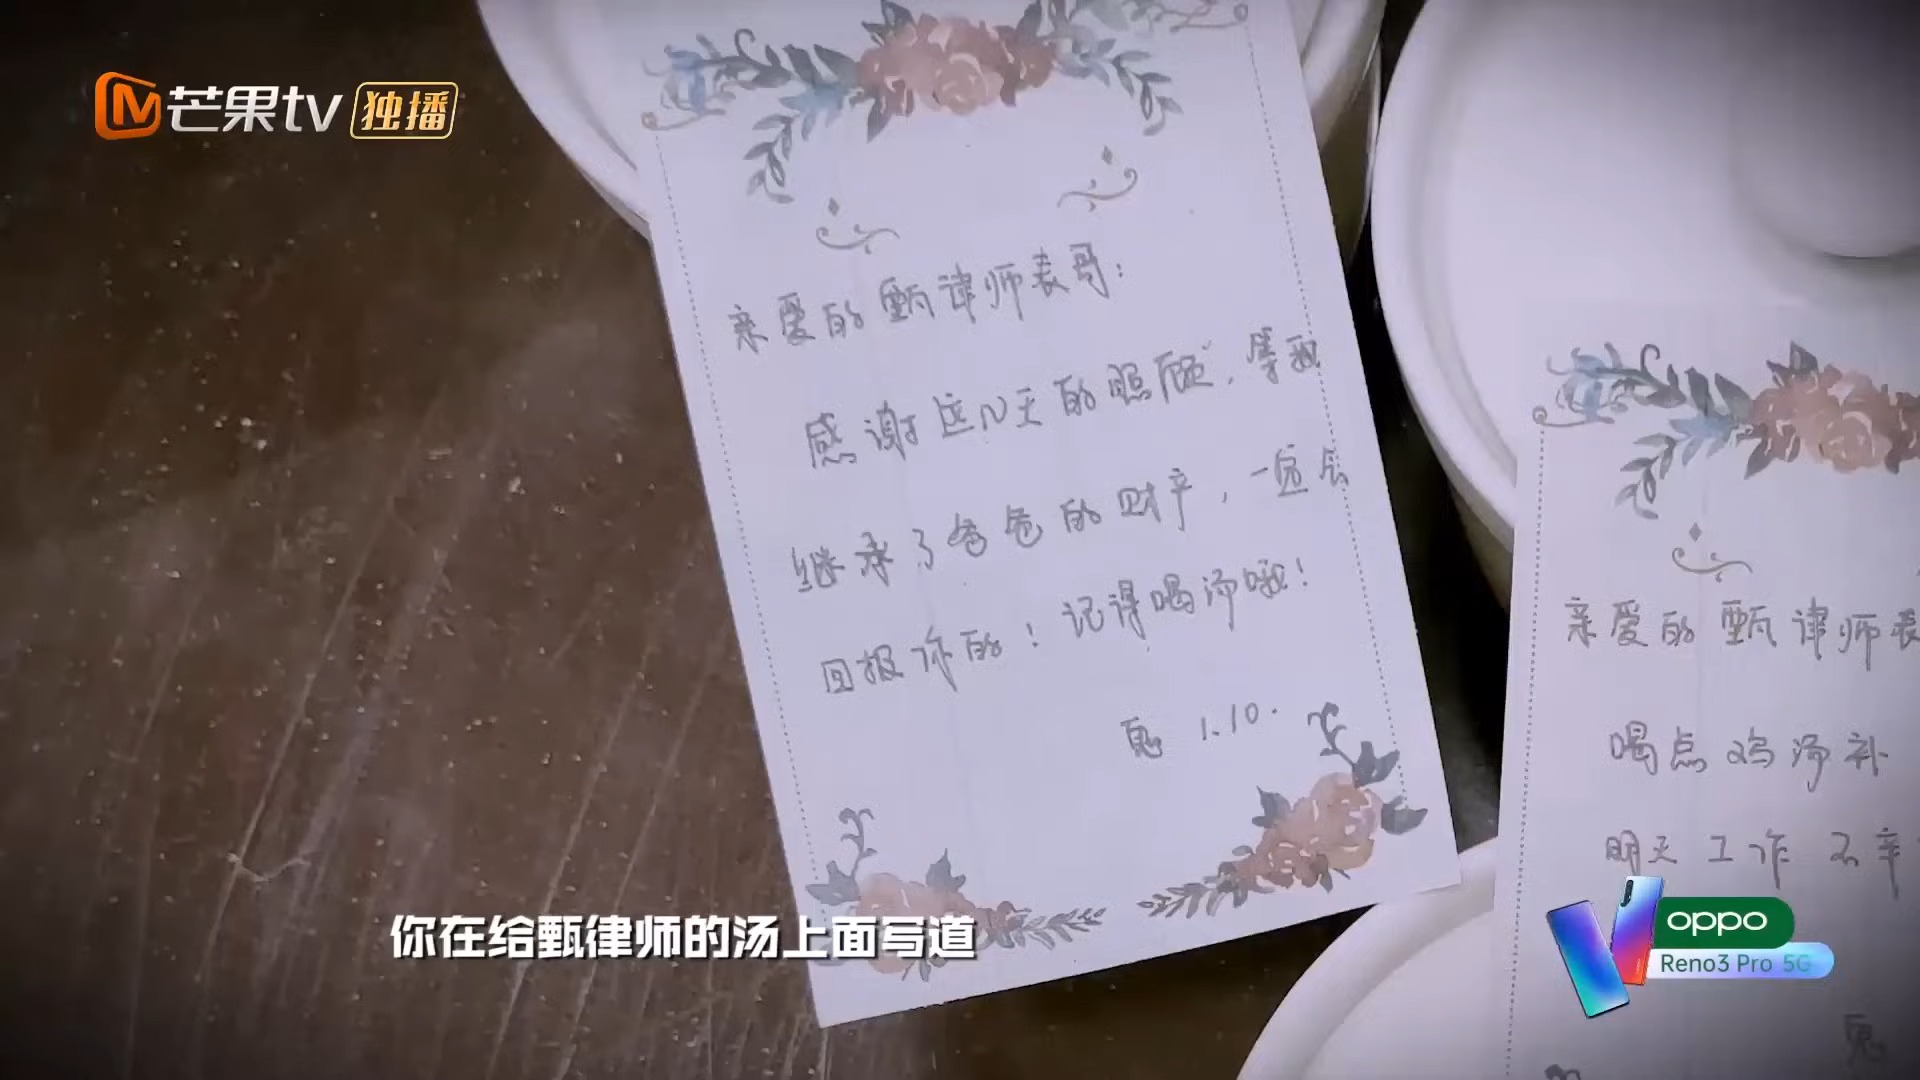 芒果tv 独播
亲爱的甄律师表哥：
感谢这几天的照顾，等我
继承了爸爸的财产，一定会
回报你的！记得喝汤哦！
1.10.
亲爱的甄律师表
喝点鸡汤补
明天工作不辛
你在给甄律师的汤上面写道
oppo
Reno3 Pro 5G